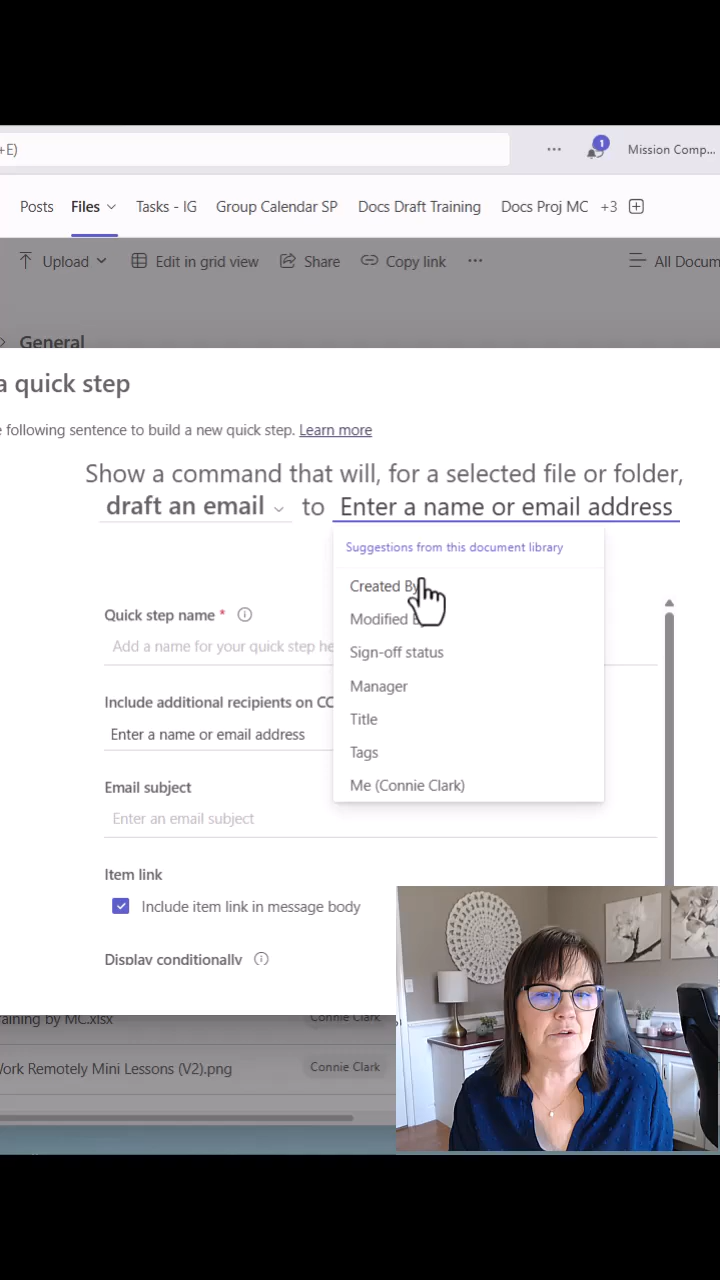 +E)
...
1
Mission Comp...
Posts Files Tasks - IG Group Calendar SP Docs Draft Training Docs Proj MC +3
Upload Edit in grid view Share Copy link ... All Docum
General
a quick step
following sentence to build a new quick step. Learn more
Show a command that will, for a selected file or folder,
draft an email to Enter a name or email address
Suggestions from this document library
Created By
Modified
Sign-off status
Manager
Title
Tags
Me (Connie Clark)
Quick step name *
Add a name for your quick step he
Include additional recipients on CC
Enter a name or email address
Email subject
Enter an email subject
Item link
Include item link in message body
Display conditionally
raining by MC.xlsx Connie Clark
Work Remotely Mini Lessons (V2).png Connie Clark